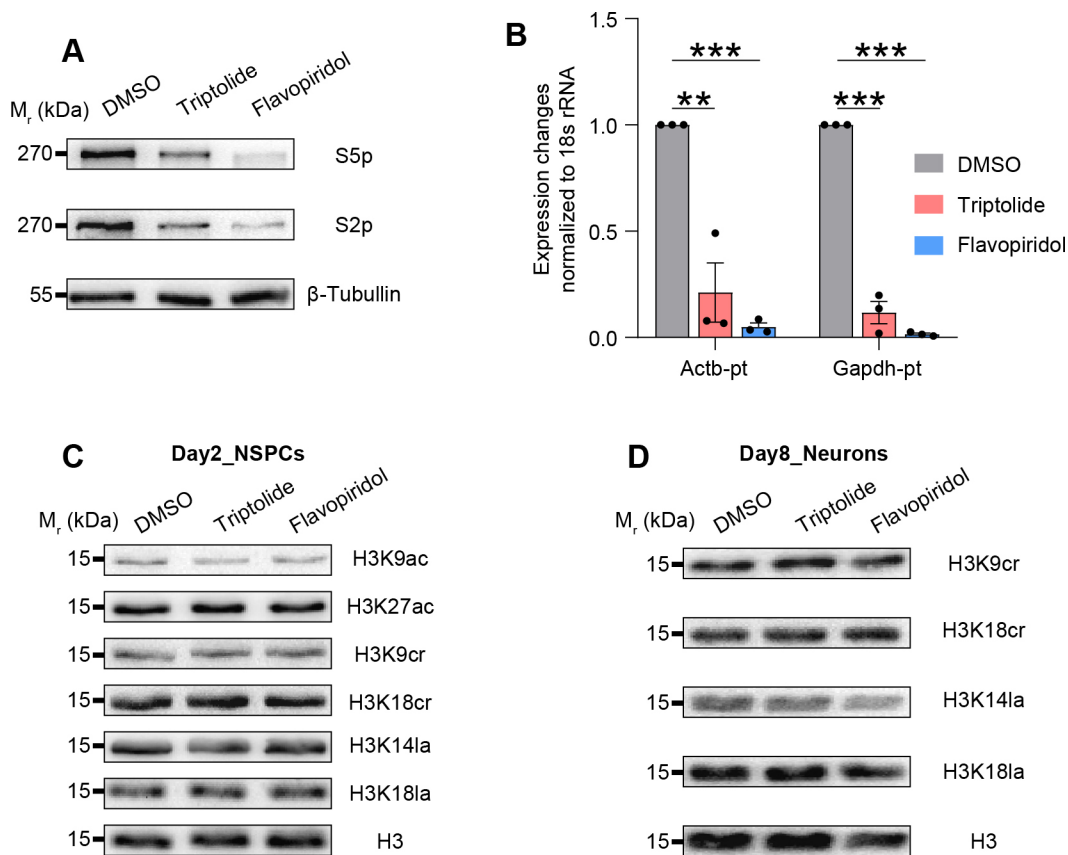 A
DMSO
Triptolide
Flavopiridol
Mr (kDa)
270
S5p
270
S2p
55
β-Tubullin
B
Expression changes
normalized to 18s rRNA
1.5
1.0
0.5
0.0
***
**
***
***
Actb-pt
Gapdh-pt
DMSO
Triptolide
Flavopiridol
C
Day2_NSPCs
Mr (kDa)
DMSO
Triptolide
Flavopiridol
15
H3K9ac
15
H3K27ac
15
H3K9cr
15
H3K18cr
15
H3K14la
15
H3K18la
15
H3
D
Day8_Neurons
Mr (kDa)
DMSO
Triptolide
Flavopiridol
15
H3K9cr
15
H3K18cr
15
H3K14la
15
H3K18la
15
H3